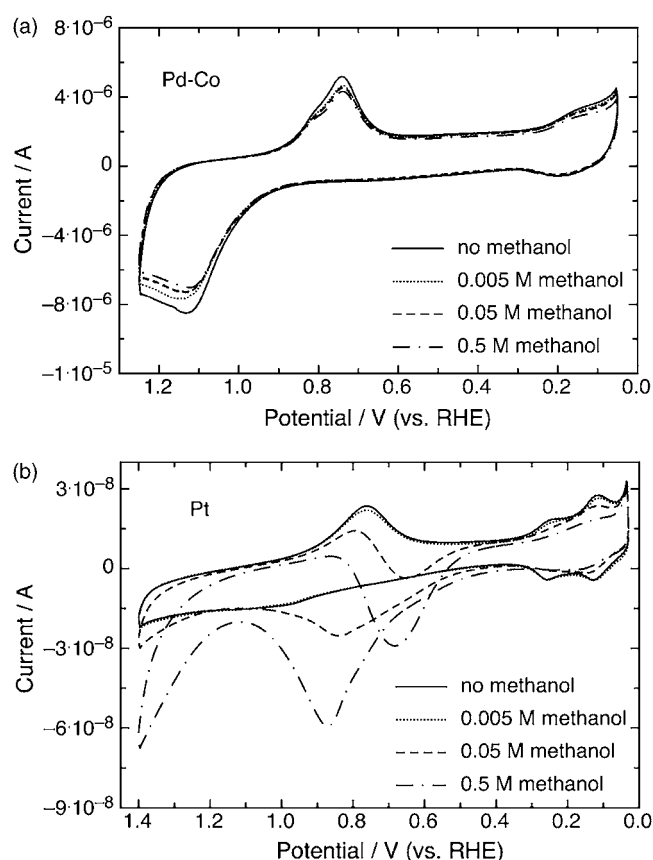 (a)
8·10⁻⁶
Pd-Co
4·10⁻⁶
0
−4·10⁻⁶
−8·10⁻⁶
−1·10⁻⁵
Current / A
no methanol
0.005 M methanol
0.05 M methanol
0.5 M methanol
1.2 1.0 0.8 0.6 0.4 0.2 0.0
Potential / V (vs. RHE)
(b)
3·10⁻⁸
Pt
0
−3·10⁻⁸
−6·10⁻⁸
−9·10⁻⁸
Current / A
no methanol
0.005 M methanol
0.05 M methanol
0.5 M methanol
1.4 1.2 1.0 0.8 0.6 0.4 0.2 0.0
Potential / V (vs. RHE)